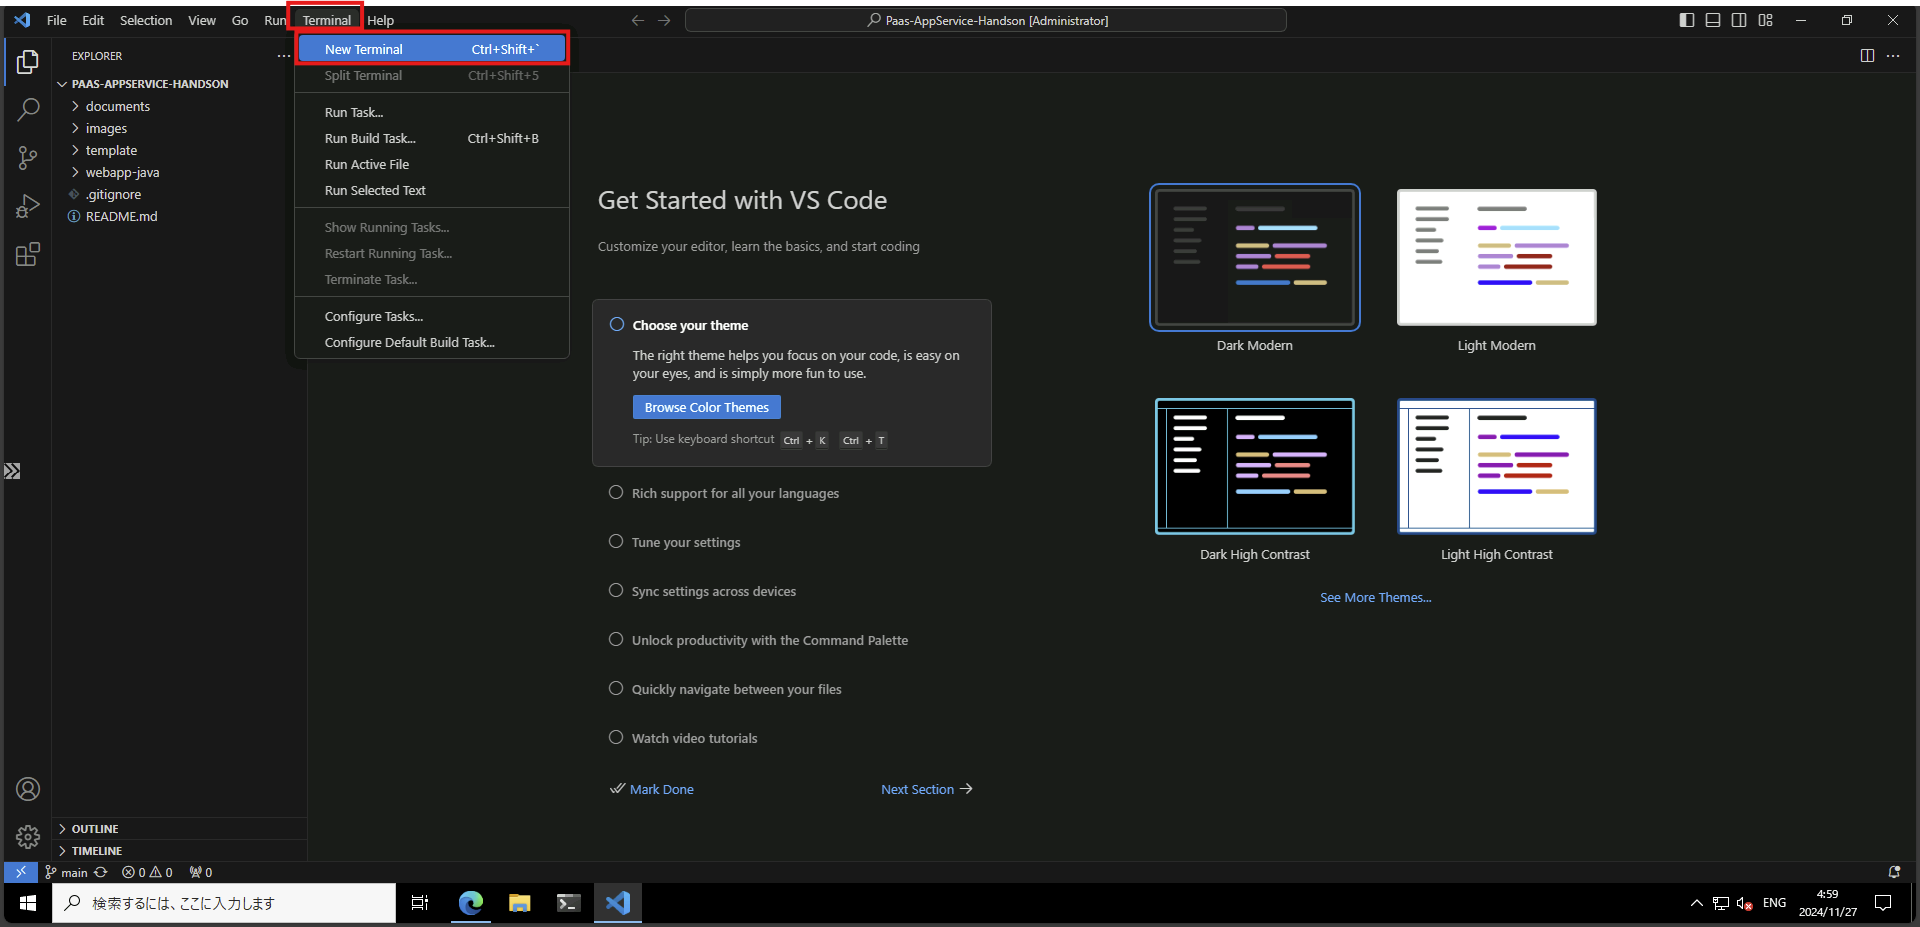 File Edit Selection View Go Run Terminal Help
Paas-AppService-Handson [Administrator]
EXPLORER
PAAS-APPSERVICE-HANDSON
documents
images
template
webapp-java
.gitignore
README.md
OUTLINE
TIMELINE
New Terminal Ctrl+Shift+`
Split Terminal Ctrl+Shift+5
Run Task...
Run Build Task... Ctrl+Shift+B
Run Active File
Run Selected Text
Show Running Tasks...
Restart Running Task...
Terminate Task...
Configure Tasks...
Configure Default Build Task...
Get Started with VS Code
Customize your editor, learn the basics, and start coding
Choose your theme
The right theme helps you focus on your code, is easy on
your eyes, and is simply more fun to use.
Browse Color Themes
Tip: Use keyboard shortcut Ctrl + K Ctrl + T
Rich support for all your languages
Tune your settings
Sync settings across devices
Unlock productivity with the Command Palette
Quickly navigate between your files
Watch video tutorials
Mark Done Next Section
Dark Modern Light Modern
Dark High Contrast Light High Contrast
See More Themes...
main 0 0 0
検索するには、ここに入力します
ENG
4:59
2024/11/27